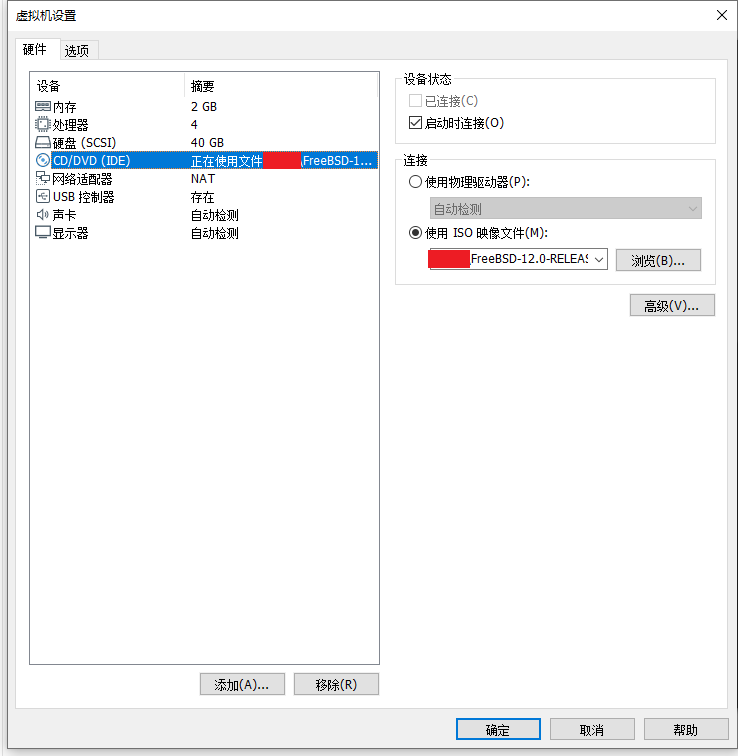 虚拟机设置
硬件 选项
设备 摘要
内存 2 GB
处理器 4
硬盘 (SCSI) 40 GB
CD/DVD (IDE) 正在使用文件 FreeBSD-1...
网络适配器 NAT
USB 控制器 存在
声卡 自动检测
显示器 自动检测
添加(A)... 移除(R)
设备状态
已连接(C)
启动时连接(O)
连接
使用物理驱动器(P):
自动检测
使用 ISO 映像文件(M):
FreeBSD-12.0-RELEAS 浏览(B)...
高级(V)...
确定 取消 帮助